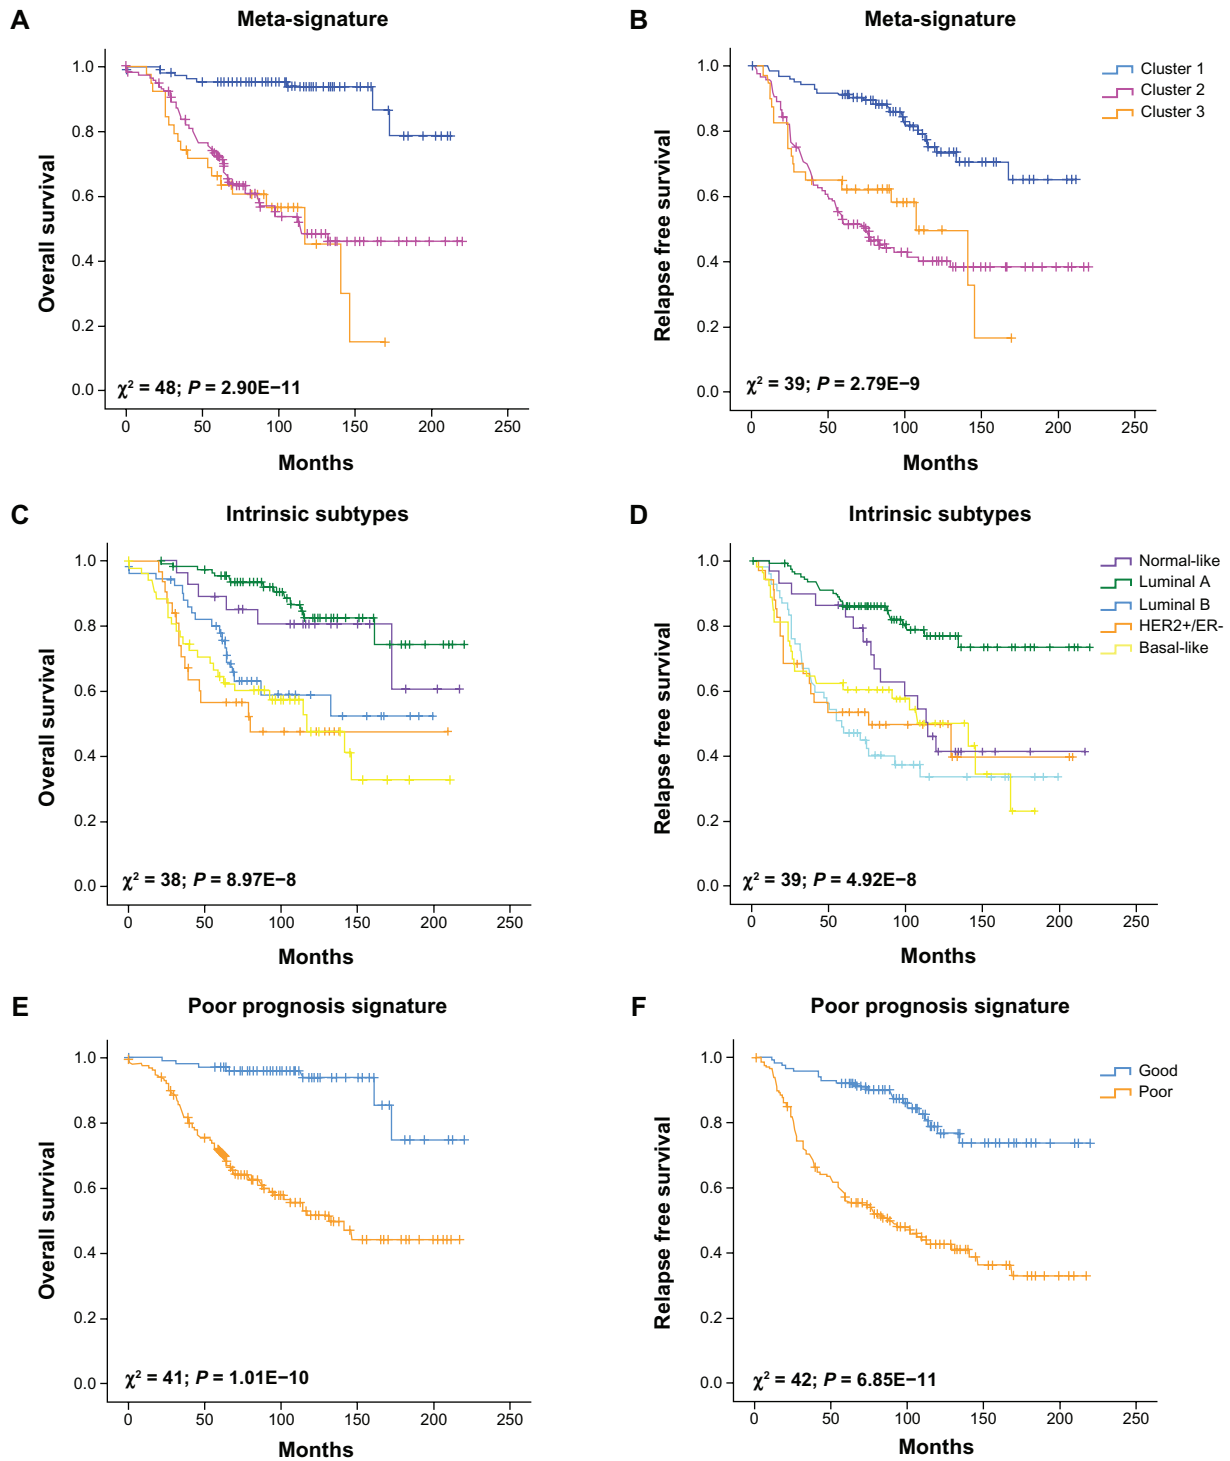 A
Meta-signature
Overall survival
1.0
0.8
0.6
0.4
0.2
0.0
χ² = 48; P = 2.90E−11
0 50 100 150 200 250
Months
B
Meta-signature
Relapse free survival
1.0
0.8
0.6
0.4
0.2
0.0
Cluster 1
Cluster 2
Cluster 3
χ² = 39; P = 2.79E−9
0 50 100 150 200 250
Months
C
Intrinsic subtypes
Overall survival
1.0
0.8
0.6
0.4
0.2
0.0
χ² = 38; P = 8.97E−8
0 50 100 150 200 250
Months
D
Intrinsic subtypes
Relapse free survival
1.0
0.8
0.6
0.4
0.2
0.0
Normal-like
Luminal A
Luminal B
HER2+/ER-
Basal-like
χ² = 39; P = 4.92E−8
0 50 100 150 200 250
Months
E
Poor prognosis signature
Overall survival
1.0
0.8
0.6
0.4
0.2
0.0
χ² = 41; P = 1.01E−10
0 50 100 150 200 250
Months
F
Poor prognosis signature
Relapse free survival
1.0
0.8
0.6
0.4
0.2
0.0
Good
Poor
χ² = 42; P = 6.85E−11
0 50 100 150 200 250
Months